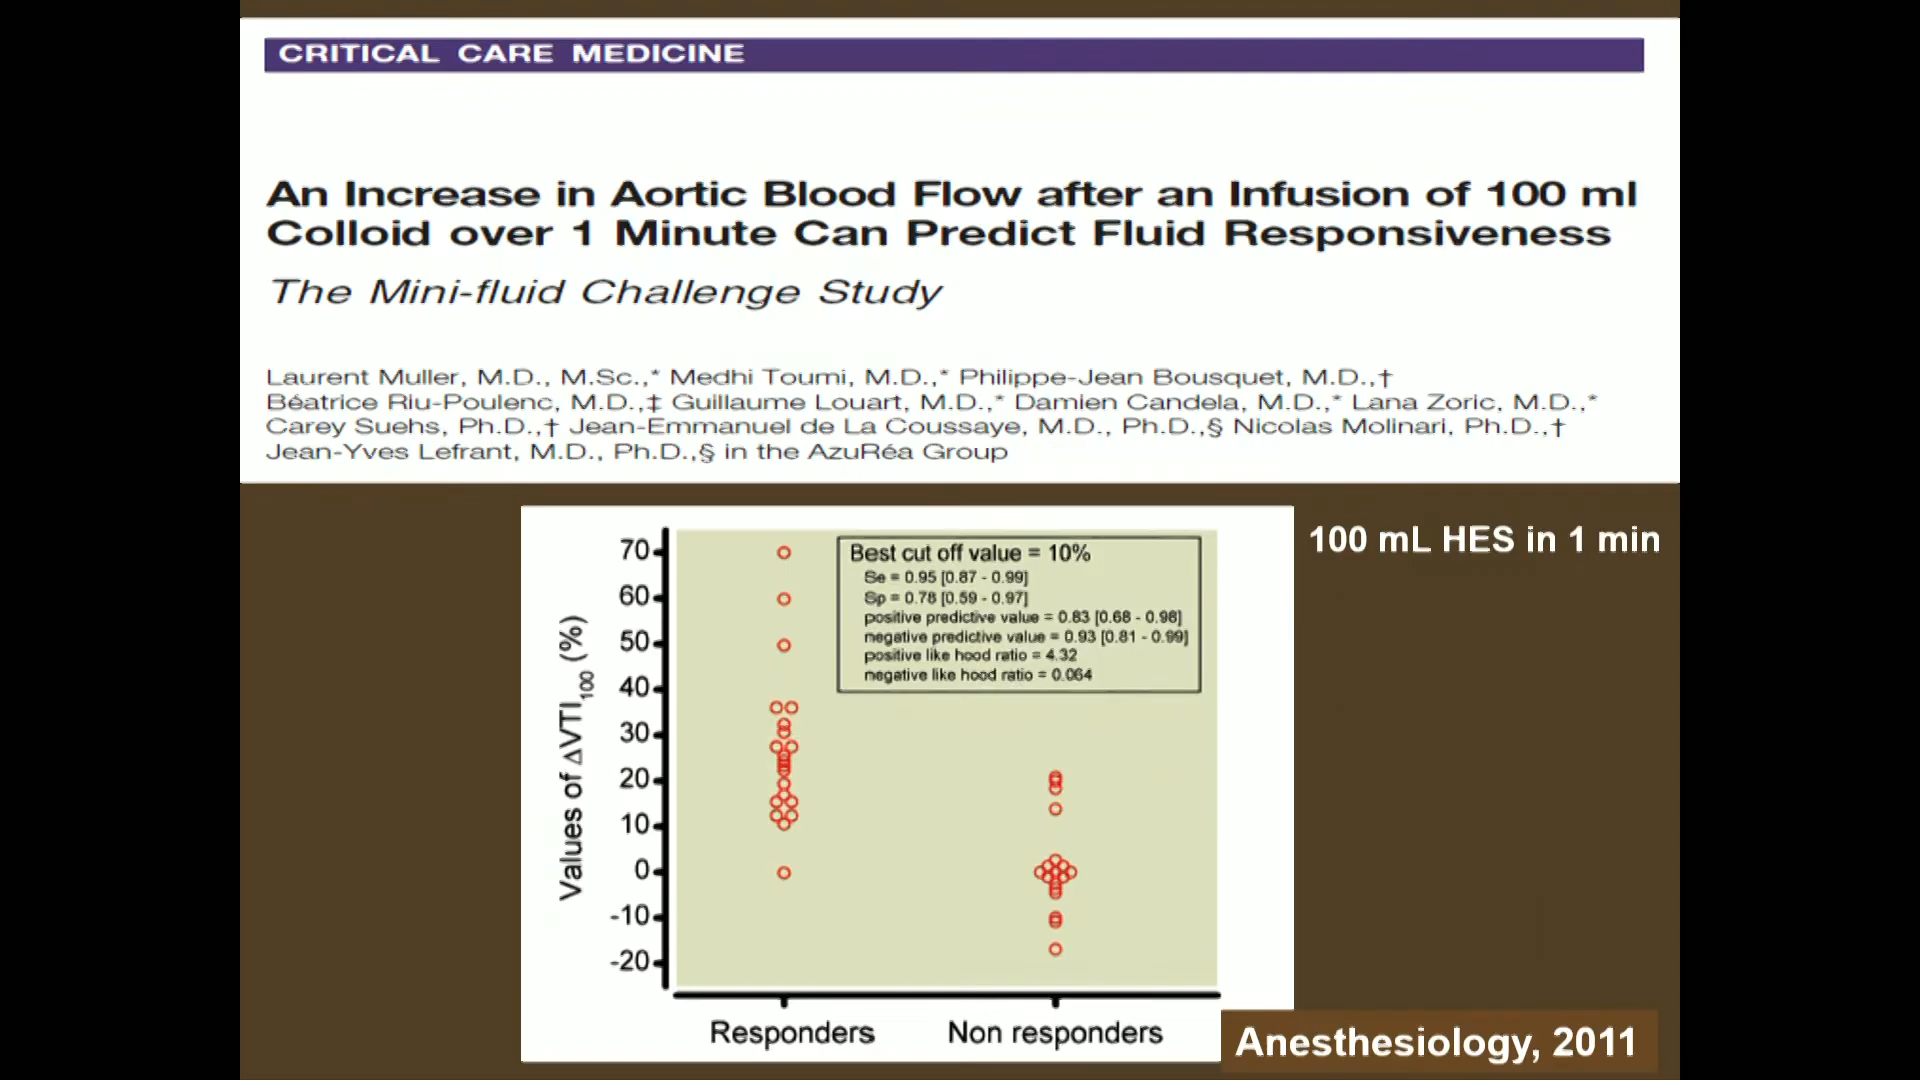 CRITICAL CARE MEDICINE
An Increase in Aortic Blood Flow after an Infusion of 100 ml
Colloid over 1 Minute Can Predict Fluid Responsiveness
The Mini-fluid Challenge Study
Laurent Muller, M.D., M.Sc.,* Medhi Toumi, M.D.,* Philippe-Jean Bousquet, M.D.,†
Béatrice Riu-Poulenc, M.D.,‡ Guillaume Louart, M.D.,* Damien Candela, M.D.,* Lana Zoric, M.D.,*
Carey Suehs, Ph.D.,† Jean-Emmanuel de La Coussaye, M.D., Ph.D.,§ Nicolas Molinari, Ph.D.,†
Jean-Yves Lefrant, M.D., Ph.D.,§ in the AzuRéa Group
100 mL HES in 1 min
Values of ΔVTI100 (%)
70
60
50
40
30
20
10
0
-10
-20
Best cut off value = 10%
Se = 0.95 [0.87 - 0.99]
Sp = 0.78 [0.59 - 0.97]
positive predictive value = 0.83 [0.68 - 0.98]
negative predictive value = 0.93 [0.81 - 0.99]
positive like hood ratio = 4.32
negative like hood ratio = 0.064
Responders
Non responders
Anesthesiology, 2011